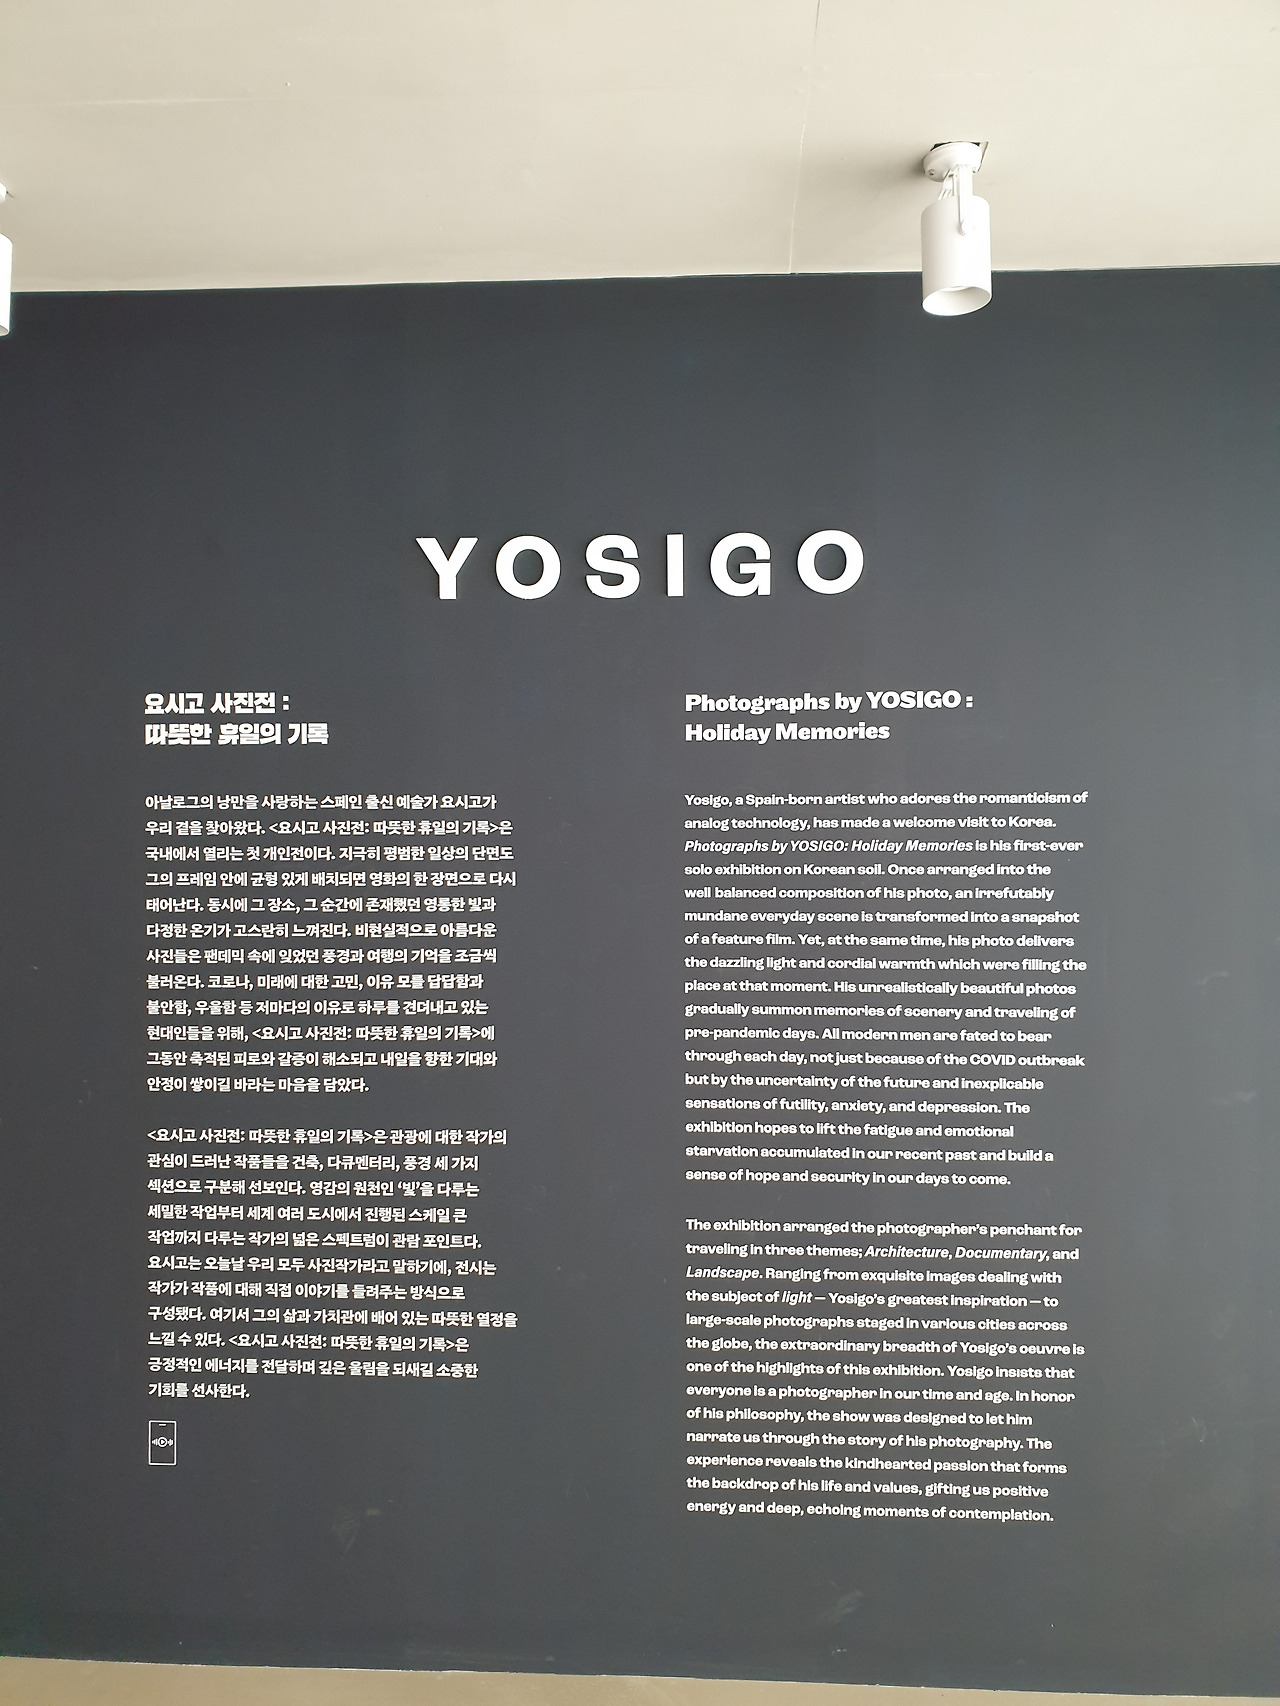 YOSIGO
요시고 사진전 :
따뜻한 휴일의 기록
아날로그의 낭만을 사랑하는 스페인 출신 예술가 요시고가
우리 곁을 찾아왔다. <요시고 사진전: 따뜻한 휴일의 기록>은
국내에서 열리는 첫 개인전이다. 지극히 평범한 일상의 단면도
그의 프레임 안에 균형 있게 배치되면 영화의 한 장면으로 다시
태어난다. 동시에 그 장소, 그 순간에 존재했던 영롱한 빛과
다정한 온기가 고스란히 느껴진다. 비현실적으로 아름다운
사진들은 팬데믹 속에 잊었던 풍경과 여행의 기억을 조금씩
불러온다. 코로나, 미래에 대한 고민, 이유 모를 답답함과
불안함, 우울함 등 저마다의 이유로 하루를 견뎌내고 있는
현대인들을 위해, <요시고 사진전: 따뜻한 휴일의 기록>에
그동안 축적된 피로와 갈증이 해소되고 내일을 향한 기대와
안정이 쌓이길 바라는 마음을 담았다.
<요시고 사진전: 따뜻한 휴일의 기록>은 관광에 대한 작가의
관심이 드러난 작품들을 건축, 다큐멘터리, 풍경 세 가지
섹션으로 구분해 선보인다. 영감의 원천인 ‘빛’을 다루는
세밀한 작업부터 세계 여러 도시에서 진행된 스케일 큰
작업까지 다루는 작가의 넓은 스펙트럼이 관람 포인트다.
요시고는 오늘날 우리 모두 사진작가라고 말하기에, 전시는
작가가 작품에 대해 직접 이야기를 들려주는 방식으로
구성됐다. 여기서 그의 삶과 가치관에 배어 있는 따뜻한 열정을
느낄 수 있다. <요시고 사진전: 따뜻한 휴일의 기록>은
긍정적인 에너지를 전달하며 깊은 울림을 되새길 소중한
기회를 선사한다.
Photographs by YOSIGO :
Holiday Memories
Yosigo, a Spain-born artist who adores the romanticism of
analog technology, has made a welcome visit to Korea.
Photographs by YOSIGO: Holiday Memories is his first-ever
solo exhibition on Korean soil. Once arranged into the
well balanced composition of his photo, an irrefutably
mundane everyday scene is transformed into a snapshot
of a feature film. Yet, at the same time, his photo delivers
the dazzling light and cordial warmth which were filling the
place at that moment. His unrealistically beautiful photos
gradually summon memories of scenery and traveling of
pre-pandemic days. All modern men are fated to bear
through each day, not just because of the COVID outbreak
but by the uncertainty of the future and inexplicable
sensations of futility, anxiety, and depression. The
exhibition hopes to lift the fatigue and emotional
starvation accumulated in our recent past and build a
sense of hope and security in our days to come.
The exhibition arranged the photographer’s penchant for
traveling in three themes; Architecture, Documentary, and
Landscape. Ranging from exquisite images dealing with
the subject of light — Yosigo’s greatest inspiration — to
large-scale photographs staged in various cities across
the globe, the extraordinary breadth of Yosigo’s oeuvre is
one of the highlights of this exhibition. Yosigo insists that
everyone is a photographer in our time and age. In honor
of his philosophy, the show was designed to let him
narrate us through the story of his photography. The
experience reveals the kindhearted passion that forms
the backdrop of his life and values, gifting us positive
energy and deep, echoing moments of contemplation.